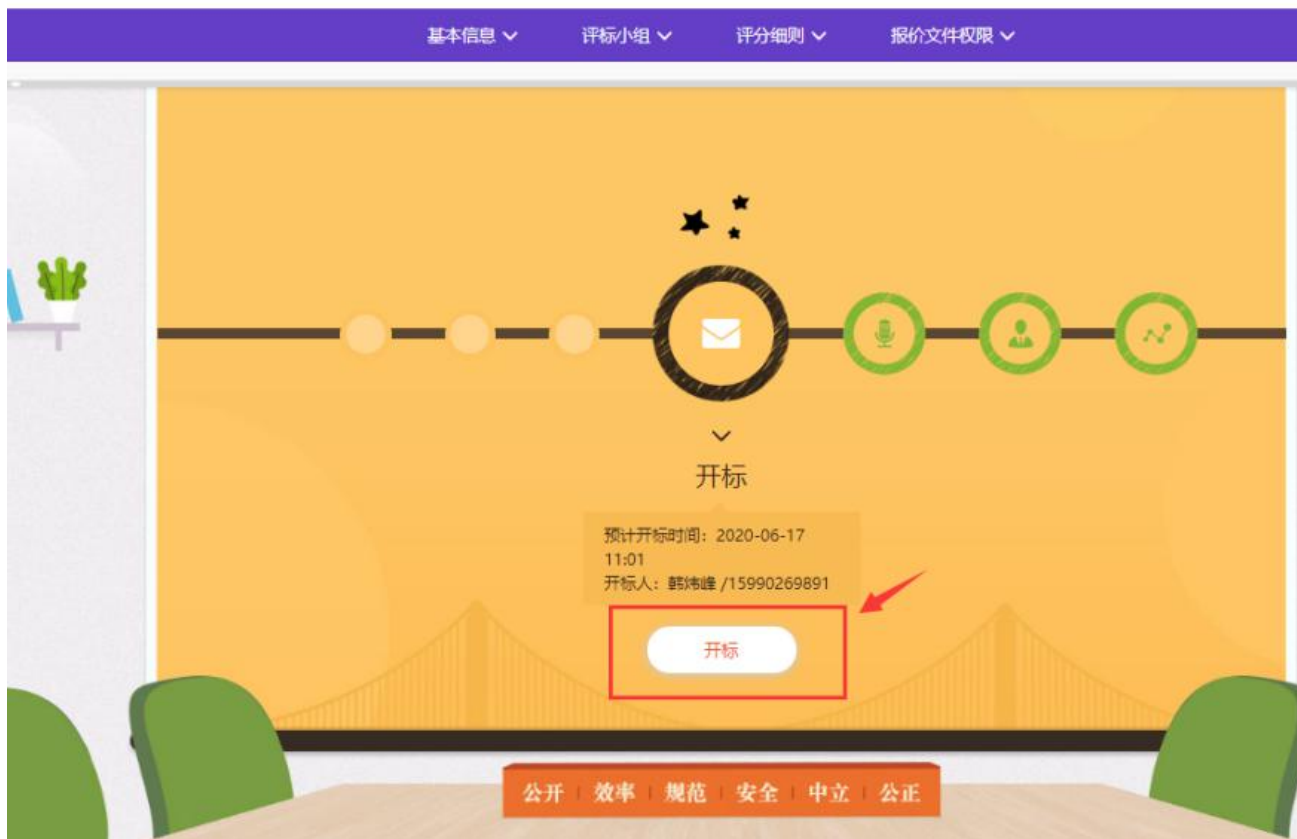 基本信息 评标小组 评分细则 报价文件权限
开标
预计开标时间：2020-06-17
11:01
开标人：韩炜峰 /15990269891
开标
公开 效率 规范 安全 中立 公正